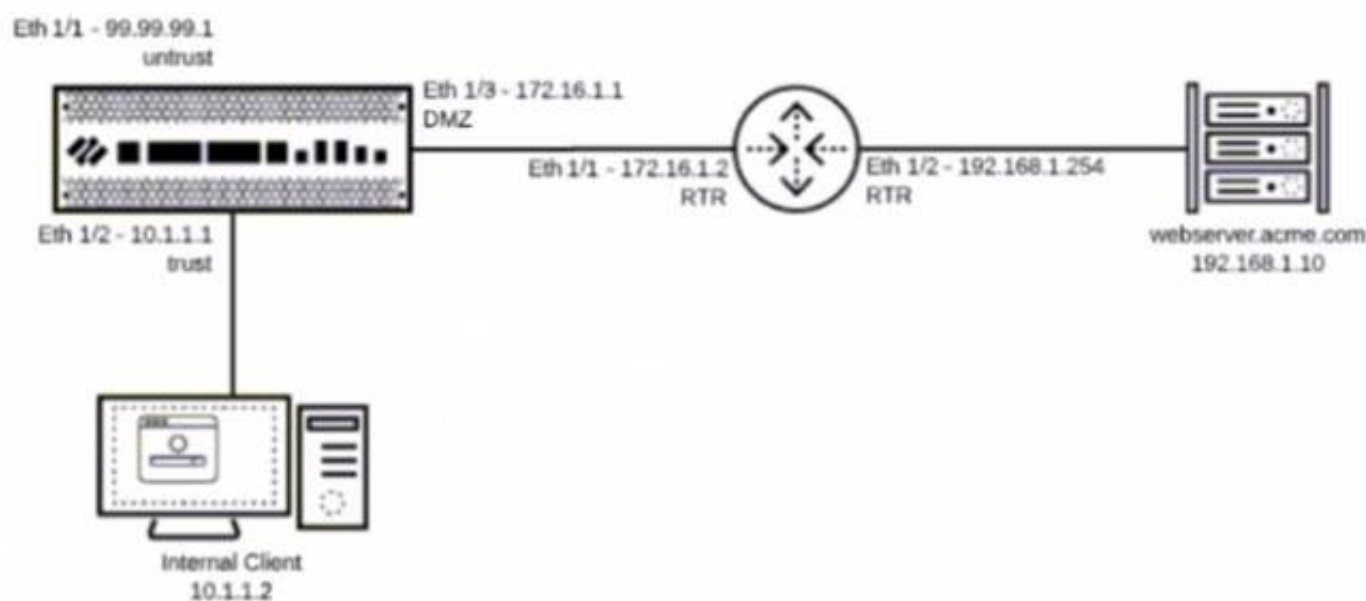 Eth 1/1 - 99.99.99.1
untrust
Eth 1/3 - 172.16.1.1
DMZ
Eth 1/1 - 172.16.1.2
RTR
Eth 1/2 - 192.168.1.254
RTR
Eth 1/2 - 10.1.1.1
trust
webserver.acme.com
192.168.1.10
Internal Client
10.1.1.2